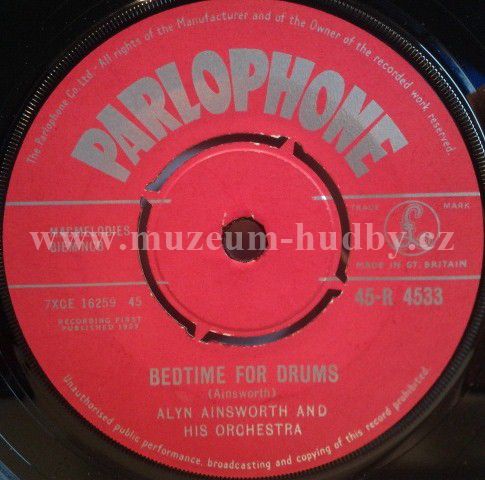 The Parlophone Co. Ltd - All rights of the Manufacturer and of the Owner of the recorded work reserved.
PARLOPHONE
TRADE MARK
£
MADE IN GT. BRITAIN
www.muzeum-hudby.cz
7XCE 16259 45
45-R 4533
RECORDING FIRST
PUBLISHED 1957
BEDTIME FOR DRUMS
(Ainsworth)
ALYN AINSWORTH AND
HIS ORCHESTRA
Unauthorised public performance, broadcasting and copying of this record prohibited